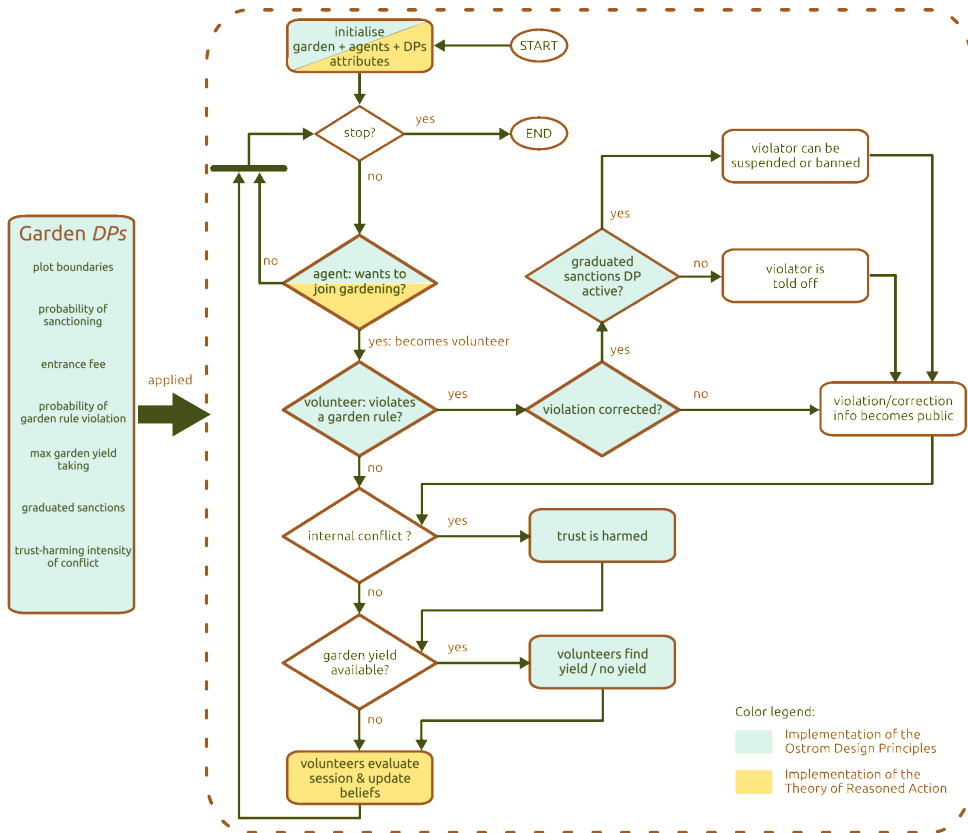 initialise
garden + agents + DPs
attributes
START
stop?
yes
END
no
violator can be
suspended or banned
yes
Garden DPs
plot boundaries
probability of
sanctioning
entrance fee
probability of
garden rule violation
max garden yield
taking
graduated sanctions
trust-harming intensity
of conflict
applied
no
agent: wants to
join gardening?
graduated
sanctions DP
active?
no
violator is
told off
yes: becomes volunteer
yes
volunteer: violates
a garden rule?
yes
violation corrected?
no
violation/correction
info becomes public
no
internal conflict ?
yes
trust is harmed
no
garden yield
available?
yes
volunteers find
yield / no yield
no
volunteers evaluate
session & update
beliefs
Color legend:
Implementation of the
Ostrom Design Principles
Implementation of the
Theory of Reasoned Action